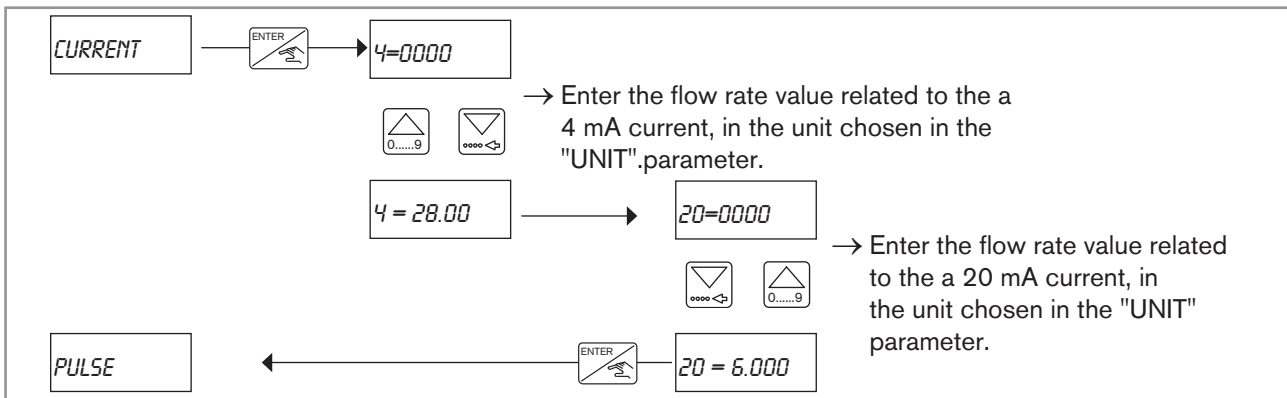 CURRENT
ENTER
4=0000
→ Enter the flow rate value related to the a
4 mA current, in the unit chosen in the
"UNIT".parameter.
0......9
4 = 28.00
20=0000
→ Enter the flow rate value related
to the a 20 mA current, in
the unit chosen in the "UNIT"
parameter.
0......9
PULSE
ENTER
20 = 6.000